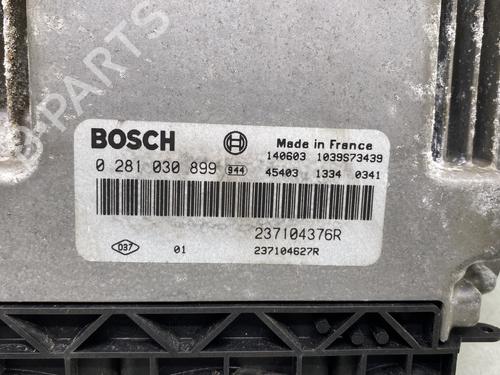 B-PARTS
BOSCH
Made in France
140603 1039S73439
0 281 030 899 944 45403 1334 0341
237104376R
D37 01 237104627R